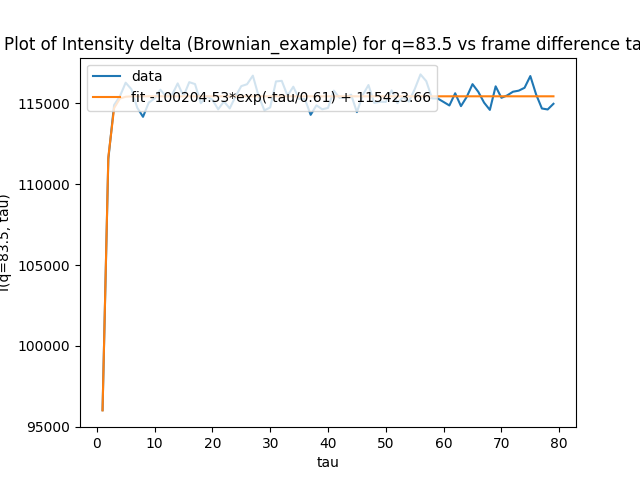 Plot of Intensity delta (Brownian_example) for q=83.5 vs frame difference ta
data
fit -100204.53*exp(-tau/0.61) + 115423.66
115000
110000
105000
100000
95000
I(q=83.5, tau)
0 10 20 30 40 50 60 70 80
tau